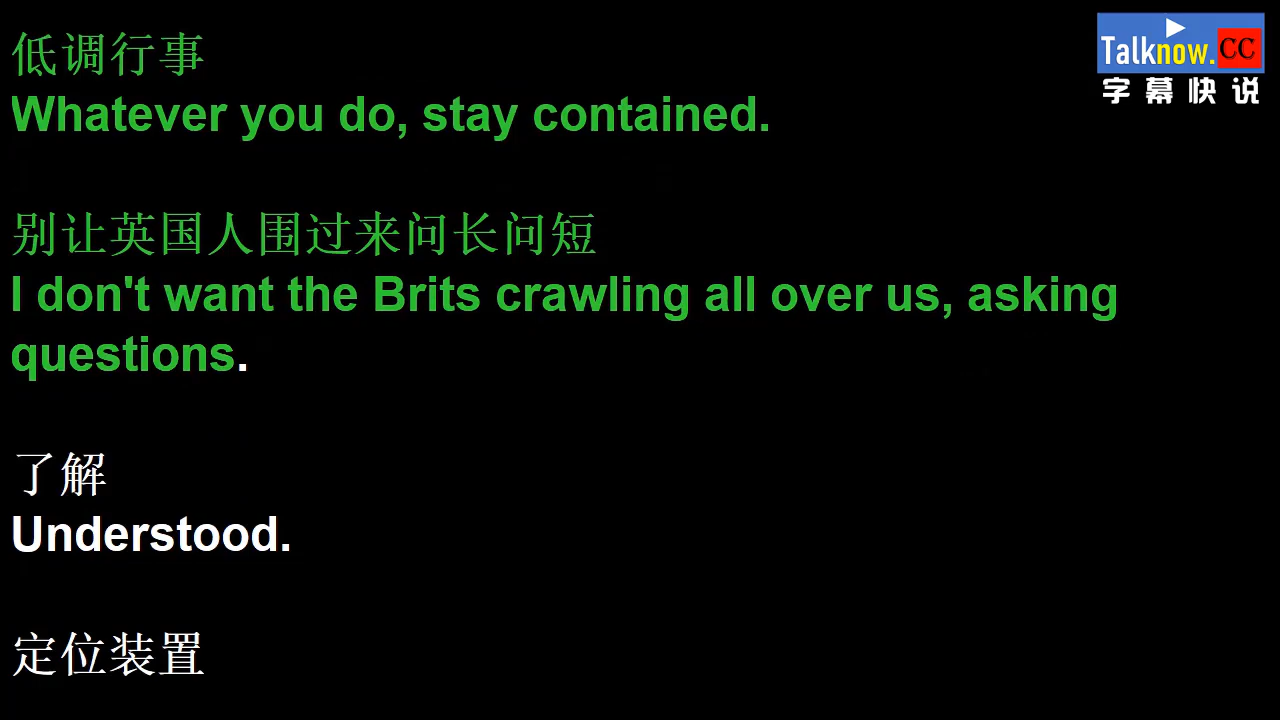 低调行事
Whatever you do, stay contained.
别让英国人围过来问长问短
I don't want the Brits crawling all over us, asking
questions.
了解
Understood.
定位装置
Talknow.CC
字幕快说